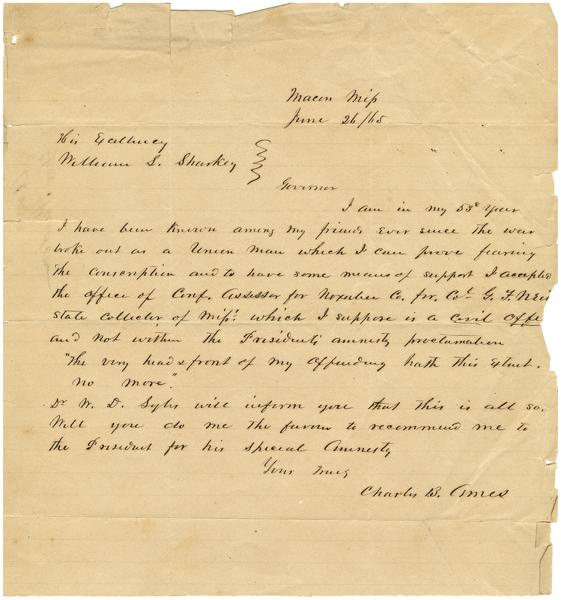 Macon Miss
June 26/65
His Excellency
William L. Sharkey
Governor
I am in my 53d Year
I have been known among my friends ever since the war
broke out as a Union man which I can prove fearing
the conscription and to have some means of support I accepted
the office of Conf. Assessor for Noxubee Co. for Col G. F. Neil
state collector of Miss. which I suppose is a Civil Offi
and not within the Presidents amnesty proclamation
"The very head & front of my offending hath this Extent.
no more."
Dr W. D. Sykes will inform you that this is all so.
Will you do me the favour to recommend me to
the President for his special Amnesty
Your truly
Charles B. Ames